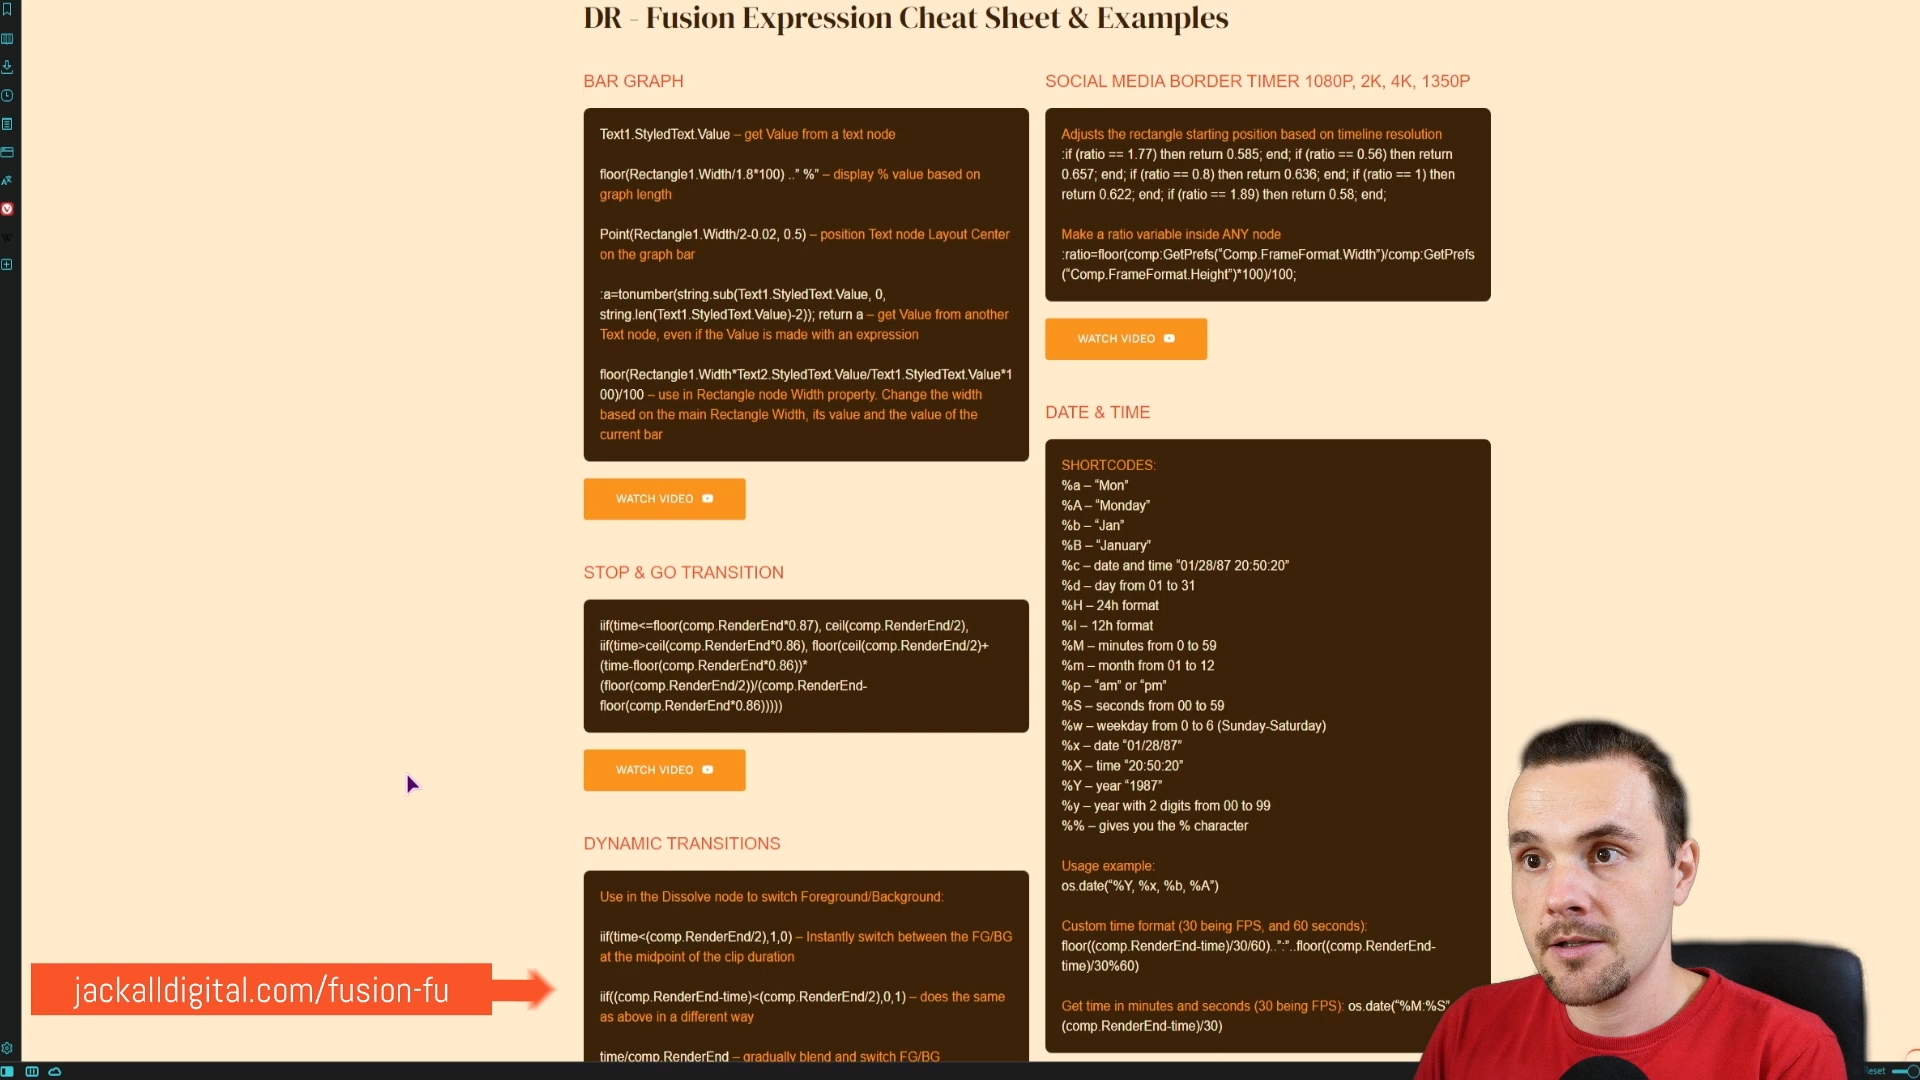 DR - Fusion Expression Cheat Sheet & Examples
BAR GRAPH
Text1.StyledText.Value – get Value from a text node
floor(Rectangle1.Width/1.8*100) ..” %” – display % value based on
graph length
Point(Rectangle1.Width/2-0.02, 0.5) – position Text node Layout Center
on the graph bar
:a=tonumber(string.sub(Text1.StyledText.Value, 0,
string.len(Text1.StyledText.Value)-2)); return a – get Value from another
Text node, even if the Value is made with an expression
floor(Rectangle1.Width*Text2.StyledText.Value/Text1.StyledText.Value*1
00)/100 – use in Rectangle node Width property. Change the width
based on the main Rectangle Width, its value and the value of the
current bar
WATCH VIDEO
STOP & GO TRANSITION
iif(time<=floor(comp.RenderEnd*0.87), ceil(comp.RenderEnd/2),
iif(time>ceil(comp.RenderEnd*0.86), floor(ceil(comp.RenderEnd/2)+
(time-floor(comp.RenderEnd*0.86))*
(floor(comp.RenderEnd/2))/(comp.RenderEnd-
floor(comp.RenderEnd*0.86)))))
WATCH VIDEO
DYNAMIC TRANSITIONS
Use in the Dissolve node to switch Foreground/Background:
iif(time<(comp.RenderEnd/2),1,0) – Instantly switch between the FG/BG
at the midpoint of the clip duration
iif((comp.RenderEnd-time)<(comp.RenderEnd/2),0,1) – does the same
as above in a different way
time/comp.RenderEnd – gradually blend and switch FG/BG
SOCIAL MEDIA BORDER TIMER 1080P, 2K, 4K, 1350P
Adjusts the rectangle starting position based on timeline resolution
:if (ratio == 1.77) then return 0.585; end; if (ratio == 0.56) then return
0.657; end; if (ratio == 0.8) then return 0.636; end; if (ratio == 1) then
return 0.622; end; if (ratio == 1.89) then return 0.58; end;
Make a ratio variable inside ANY node
:ratio=floor(comp:GetPrefs(“Comp.FrameFormat.Width”)/comp:GetPrefs
(“Comp.FrameFormat.Height”)*100)/100;
WATCH VIDEO
DATE & TIME
SHORTCODES:
%a – “Mon”
%A – “Monday”
%b – “Jan”
%B – “January”
%c – date and time “01/28/87 20:50:20”
%d – day from 01 to 31
%H – 24h format
%I – 12h format
%M – minutes from 0 to 59
%m – month from 01 to 12
%p – “am” or “pm”
%S – seconds from 00 to 59
%w – weekday from 0 to 6 (Sunday-Saturday)
%x – date “01/28/87”
%X – time “20:50:20”
%Y – year “1987”
%y – year with 2 digits from 00 to 99
%% – gives you the % character
Usage example:
os.date(“%Y, %x, %b, %A”)
Custom time format (30 being FPS, and 60 seconds):
floor((comp.RenderEnd-time)/30/60)..”:”..floor((comp.RenderEnd-
time)/30%60)
Get time in minutes and seconds (30 being FPS): os.date(“%M:%S”
(comp.RenderEnd-time)/30)
jackalldigital.com/fusion-fu
Reset